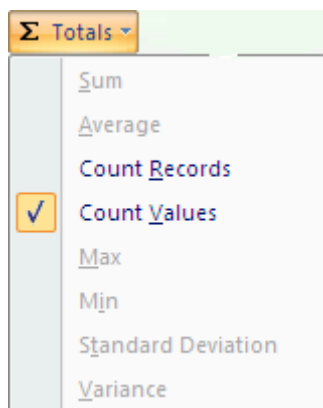 Σ Totals
Sum
Average
Count Records
Count Values
Max
Min
Standard Deviation
Variance